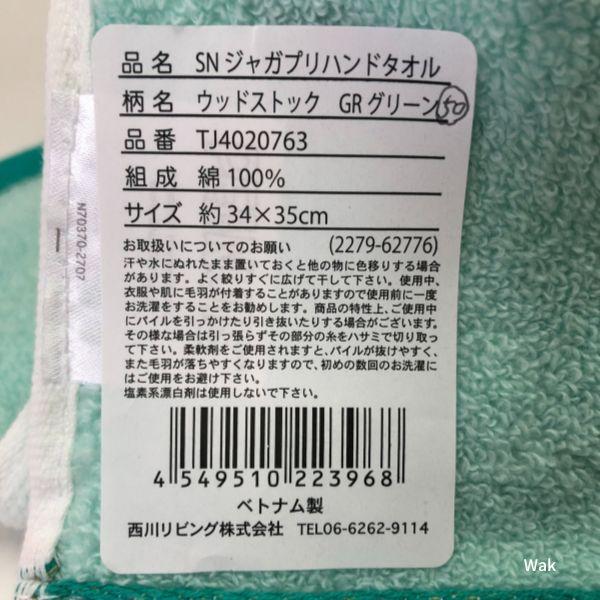 品名 SNジャガプリハンドタオル
柄名 ウッドストック GRグリーン 50
品番 TJ4020763
組成 綿100%
サイズ 約34×35cm
お取扱いについてのお願い (2279-62776)
汗や水にぬれたまま置いておくと他の物に色移りする場合
があります。よく絞りすぐに広げて干して下さい。使用中、
衣服や肌に毛羽が付着することがありますので使用前に一度
お洗濯をすることをお勧めします。商品の特性上、ご使用中
にパイルを引っかけたり引き抜いたりする場合がございます。
その様な場合は引っ張らずその部分の糸をハサミで切り取っ
て下さい。柔軟剤をご使用されますと、パイルが抜けやすく、
また毛羽が落ちやすくなりますので、初めの数回のお洗濯に
はご使用をお避け下さい。
塩素系漂白剤は使用しないで下さい。
4 549510 223968
ベトナム製
西川リビング株式会社 TEL06-6262-9114
N70370-2707
Wak